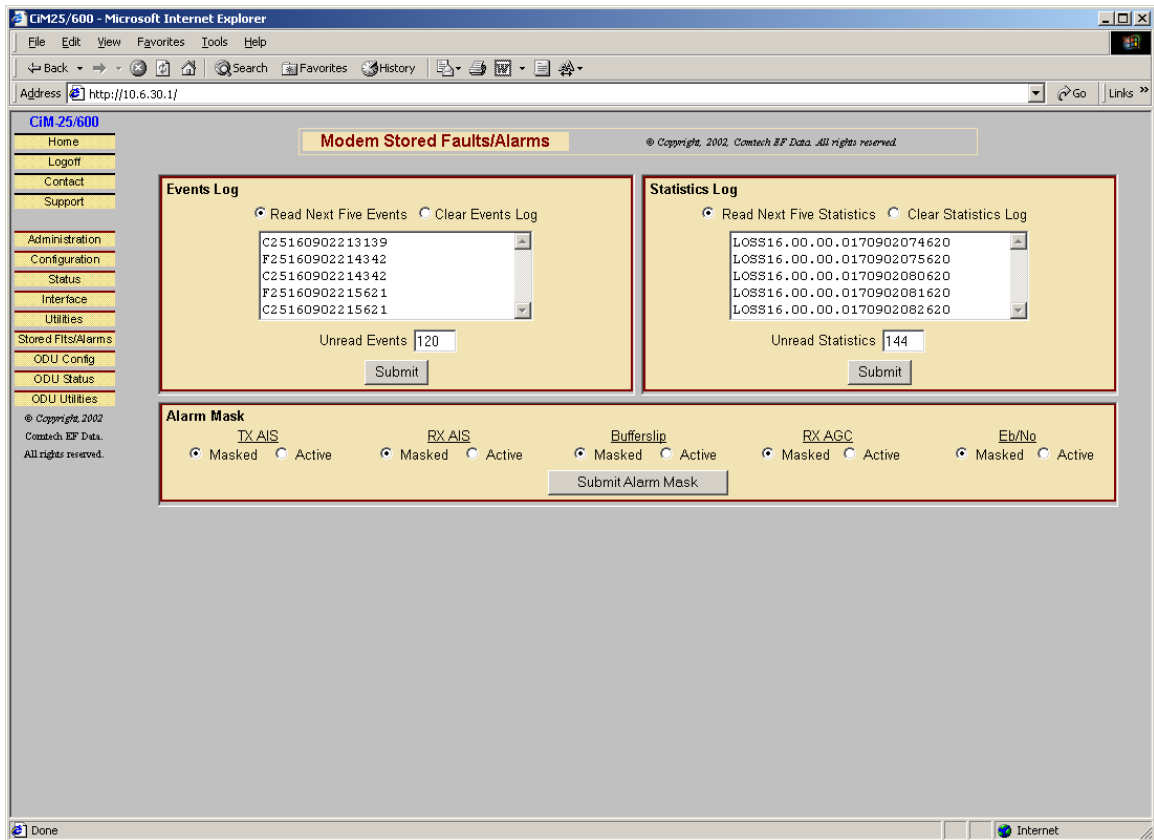 CiM25/600 - Microsoft Internet Explorer
File Edit View Favorites Tools Help
Back Search Favorites History
Address http://10.6.30.1/ Go Links »
CiM-25/600
Home
Logoff
Contact
Support
Administration
Configuration
Status
Interface
Utilities
Stored Flts/Alarms
ODU Config
ODU Status
ODU Utilities
© Copyright, 2002
Comtech EF Data.
All rights reserved.
Modem Stored Faults/Alarms © Copyright, 2002, Comtech EF Data. All rights reserved.
Events Log
Read Next Five Events Clear Events Log
C25160902213139
F25160902214342
C25160902214342
F25160902215621
C25160902215621
Unread Events 120
Submit
Statistics Log
Read Next Five Statistics Clear Statistics Log
LOSS16.00.00.0170902074620
LOSS16.00.00.0170902075620
LOSS16.00.00.0170902080620
LOSS16.00.00.0170902081620
LOSS16.00.00.0170902082620
Unread Statistics 144
Submit
Alarm Mask
TX AIS RX AIS Bufferslip RX AGC Eb/No
Masked Active Masked Active Masked Active Masked Active Masked Active
Submit Alarm Mask
Done Internet